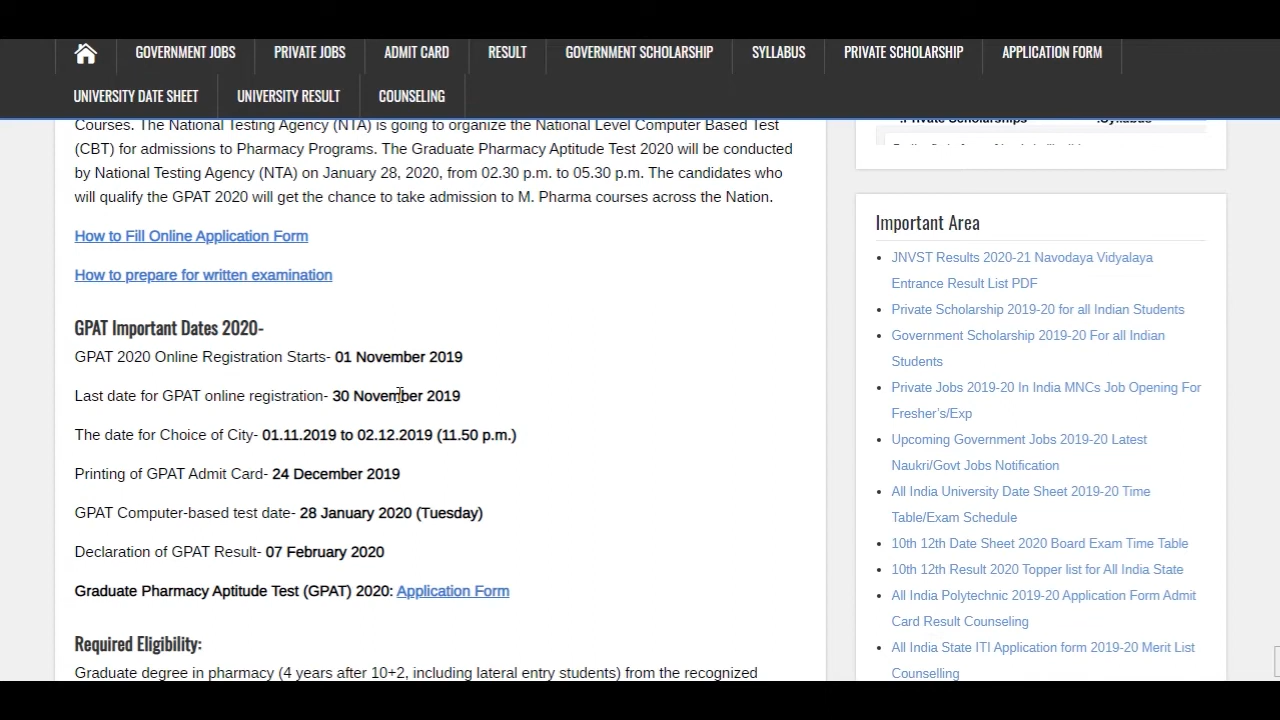 GOVERNMENT JOBS PRIVATE JOBS ADMIT CARD RESULT GOVERNMENT SCHOLARSHIP SYLLABUS PRIVATE SCHOLARSHIP APPLICATION FORM
UNIVERSITY DATE SHEET UNIVERSITY RESULT COUNSELING
Courses. The National Testing Agency (NTA) is going to organize the National Level Computer Based Test
(CBT) for admissions to Pharmacy Programs. The Graduate Pharmacy Aptitude Test 2020 will be conducted
by National Testing Agency (NTA) on January 28, 2020, from 02.30 p.m. to 05.30 p.m. The candidates who
will qualify the GPAT 2020 will get the chance to take admission to M. Pharma courses across the Nation.
How to Fill Online Application Form
How to prepare for written examination
GPAT Important Dates 2020-
GPAT 2020 Online Registration Starts- 01 November 2019
Last date for GPAT online registration- 30 November 2019
The date for Choice of City- 01.11.2019 to 02.12.2019 (11.50 p.m.)
Printing of GPAT Admit Card- 24 December 2019
GPAT Computer-based test date- 28 January 2020 (Tuesday)
Declaration of GPAT Result- 07 February 2020
Graduate Pharmacy Aptitude Test (GPAT) 2020: Application Form
Required Eligibility:
Graduate degree in pharmacy (4 years after 10+2, including lateral entry students) from the recognized
Important Area
JNVST Results 2020-21 Navodaya Vidyalaya
Entrance Result List PDF
Private Scholarship 2019-20 for all Indian Students
Government Scholarship 2019-20 For all Indian
Students
Private Jobs 2019-20 In India MNCs Job Opening For
Fresher's/Exp
Upcoming Government Jobs 2019-20 Latest
Naukri/Govt Jobs Notification
All India University Date Sheet 2019-20 Time
Table/Exam Schedule
10th 12th Date Sheet 2020 Board Exam Time Table
10th 12th Result 2020 Topper list for All India State
All India Polytechnic 2019-20 Application Form Admit
Card Result Counseling
All India State ITI Application form 2019-20 Merit List
Counselling